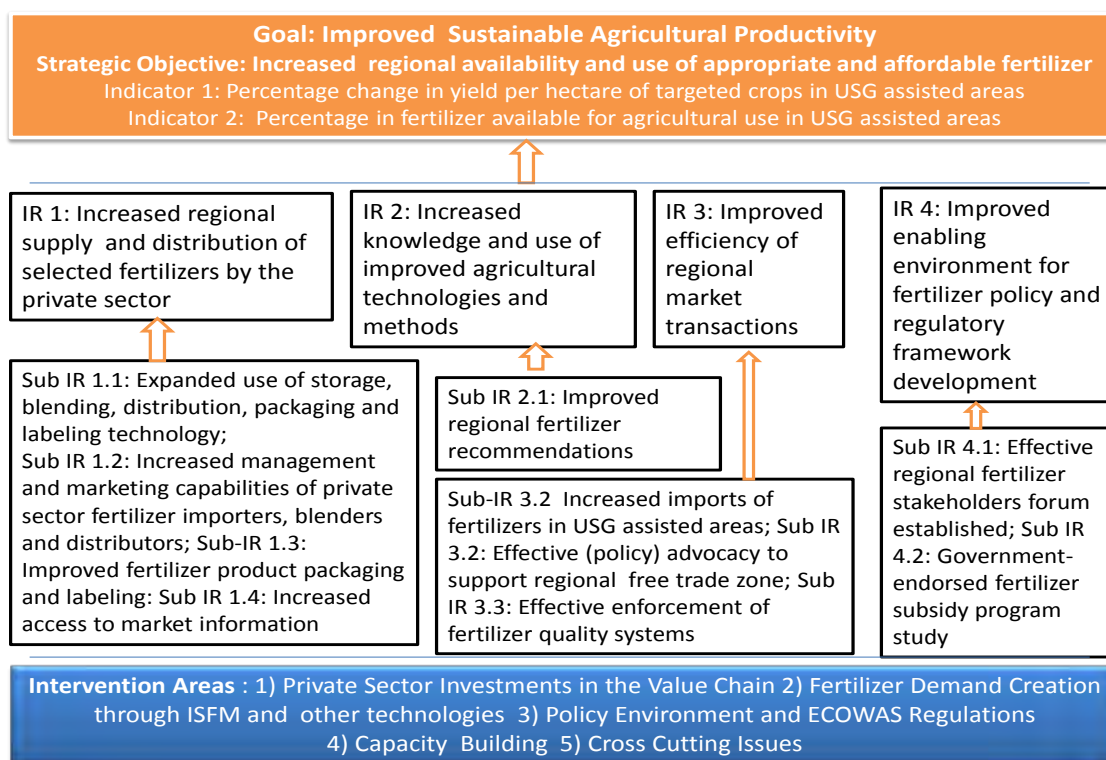 Goal: Improved Sustainable Agricultural Productivity
Strategic Objective: Increased regional availability and use of appropriate and affordable fertilizer
Indicator 1: Percentage change in yield per hectare of targeted crops in USG assisted areas
Indicator 2: Percentage in fertilizer available for agricultural use in USG assisted areas
IR 1: Increased regional
supply and distribution of
selected fertilizers by the
private sector
IR 2: Increased
knowledge and use of
improved agricultural
technologies and
methods
IR 3: Improved
efficiency of
regional
market
transactions
IR 4: Improved
enabling
environment for
fertilizer policy and
regulatory
framework
development
Sub IR 1.1: Expanded use of storage,
blending, distribution, packaging and
labeling technology;
Sub IR 1.2: Increased management
and marketing capabilities of private
sector fertilizer importers, blenders
and distributors; Sub-IR 1.3:
Improved fertilizer product packaging
and labeling: Sub IR 1.4: Increased
access to market information
Sub IR 2.1: Improved
regional fertilizer
recommendations
Sub-IR 3.2 Increased imports of
fertilizers in USG assisted areas; Sub IR
3.2: Effective (policy) advocacy to
support regional free trade zone; Sub
IR 3.3: Effective enforcement of
fertilizer quality systems
Sub IR 4.1: Effective
regional fertilizer
stakeholders forum
established; Sub IR
4.2: Government-
endorsed fertilizer
subsidy program
study
Intervention Areas : 1) Private Sector Investments in the Value Chain 2) Fertilizer Demand Creation
through ISFM and other technologies 3) Policy Environment and ECOWAS Regulations
4) Capacity Building 5) Cross Cutting Issues